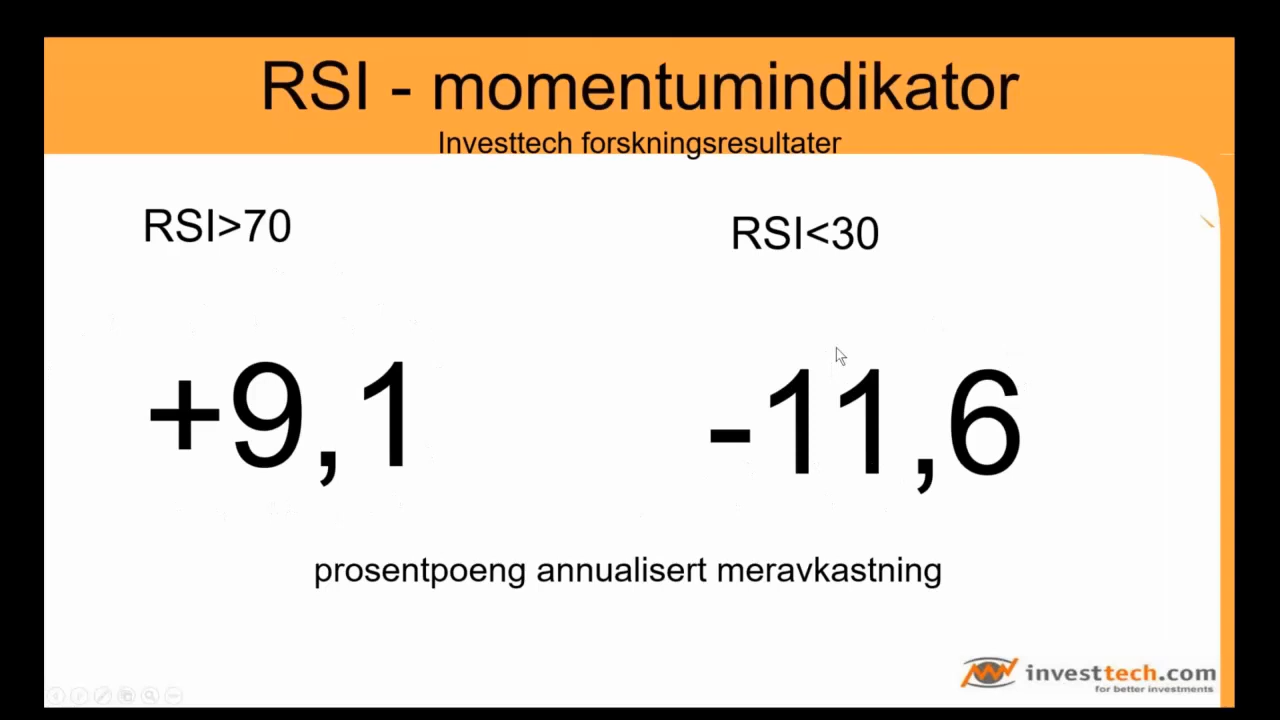 RSI - momentumindikator
Investtech forskningsresultater
RSI>70
RSI<30
+9,1
-11,6
prosentpoeng annualisert meravkastning
investtech.com
for better investments